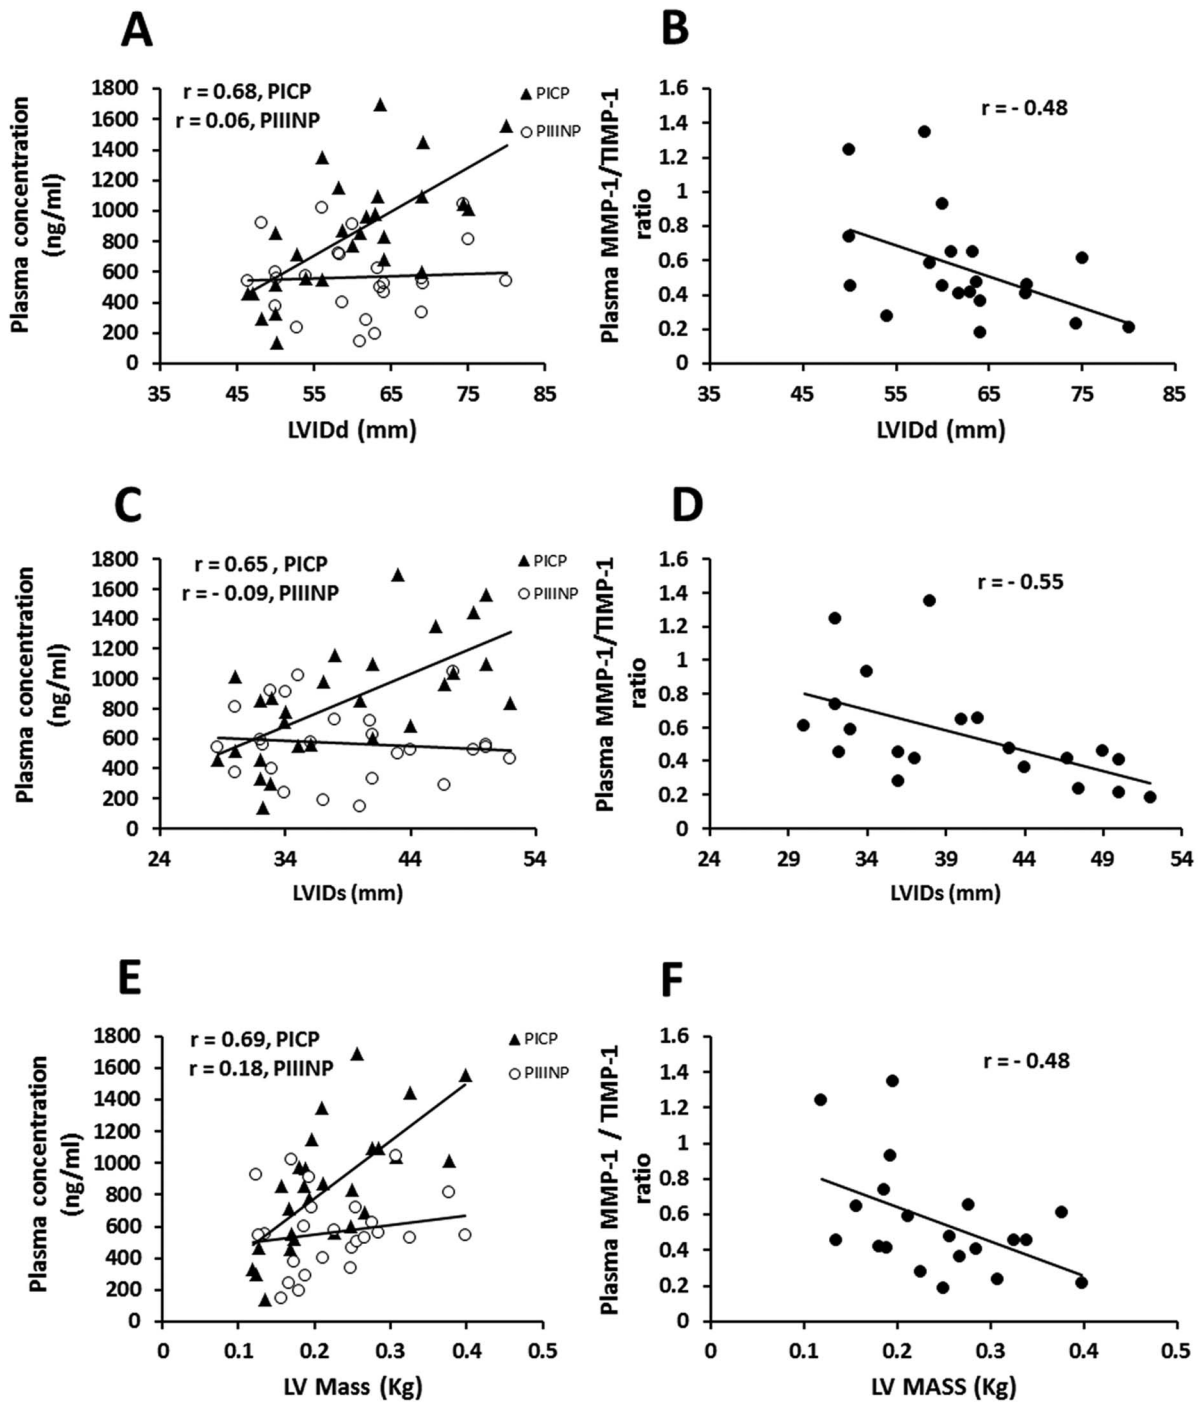 A
Plasma concentration
(ng/ml)
1800
1600
1400
1200
1000
800
600
400
200
0
r = 0.68, PICP
r = 0.06, PIIINP
PICP
PIIINP
35 45 55 65 75 85
LVIDd (mm)
B
Plasma MMP-1/TIMP-1
ratio
1.6
1.4
1.2
1
0.8
0.6
0.4
0.2
0
r = - 0.48
35 45 55 65 75 85
LVIDd (mm)
C
Plasma concentration
(ng/ml)
1800
1600
1400
1200
1000
800
600
400
200
0
r = 0.65 , PICP
r = - 0.09, PIIINP
PICP
PIIINP
24 34 44 54
LVIDs (mm)
D
Plasma MMP-1/TIMP-1
ratio
1.6
1.4
1.2
1
0.8
0.6
0.4
0.2
0
r = - 0.55
24 29 34 39 44 49 54
LVIDs (mm)
E
Plasma concentration
(ng/ml)
1800
1600
1400
1200
1000
800
600
400
200
0
r = 0.69, PICP
r = 0.18, PIIINP
PICP
PIIINP
0 0.1 0.2 0.3 0.4 0.5
LV Mass (Kg)
F
Plasma MMP-1 / TIMP-1
ratio
1.6
1.4
1.2
1
0.8
0.6
0.4
0.2
0
r = - 0.48
0 0.1 0.2 0.3 0.4 0.5
LV MASS (Kg)